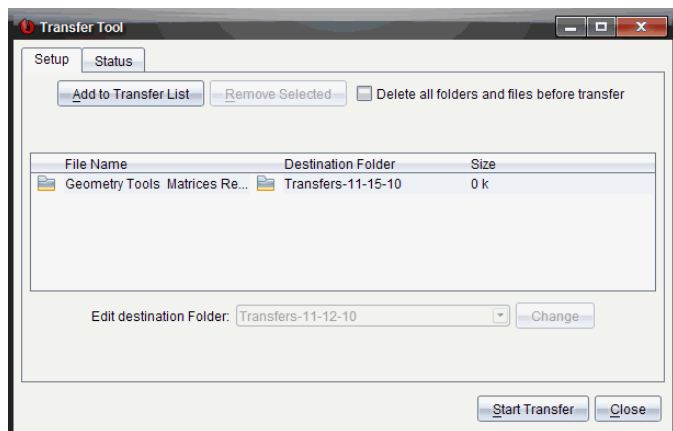 Transfer Tool
Setup Status
Add to Transfer List Remove Selected Delete all folders and files before transfer
File Name Destination Folder Size
Geometry Tools Matrices Re... Transfers-11-15-10 0 k
Edit destination Folder: Transfers-11-12-10 Change
Start Transfer Close